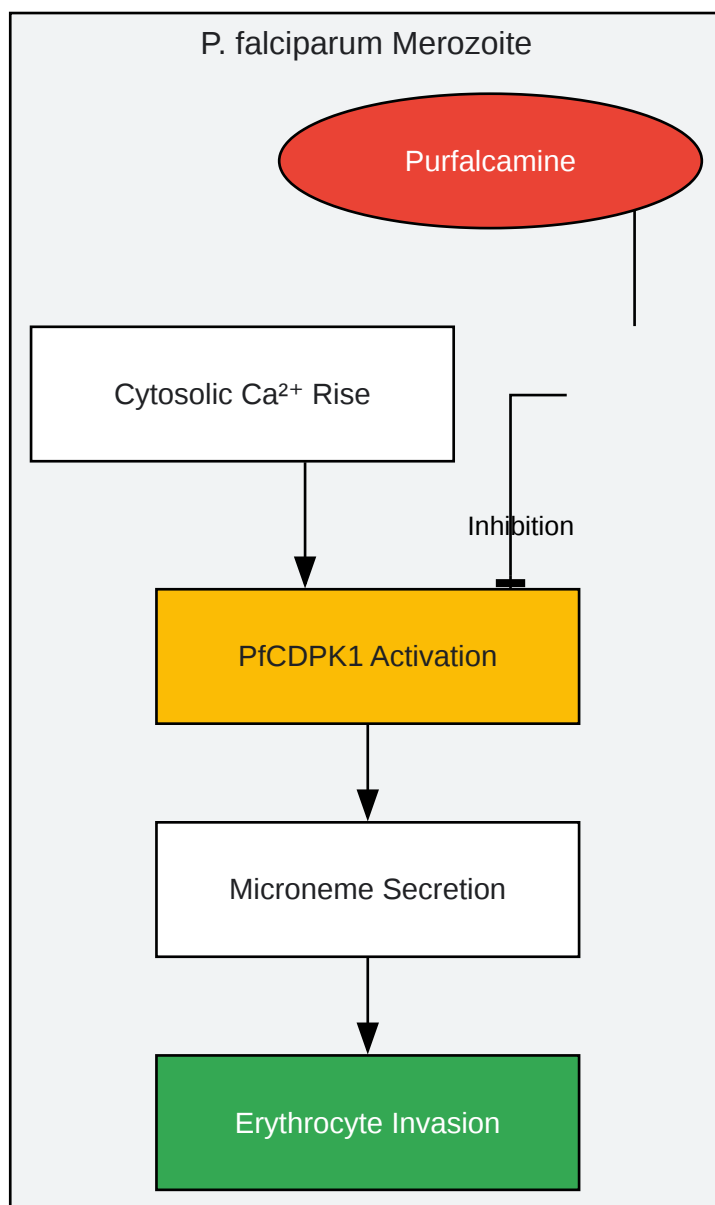 P. falciparum Merozoite
Purfalcamine
Cytosolic Ca²⁺ Rise
Inhibition
PfCDPK1 Activation
Microneme Secretion
Erythrocyte Invasion